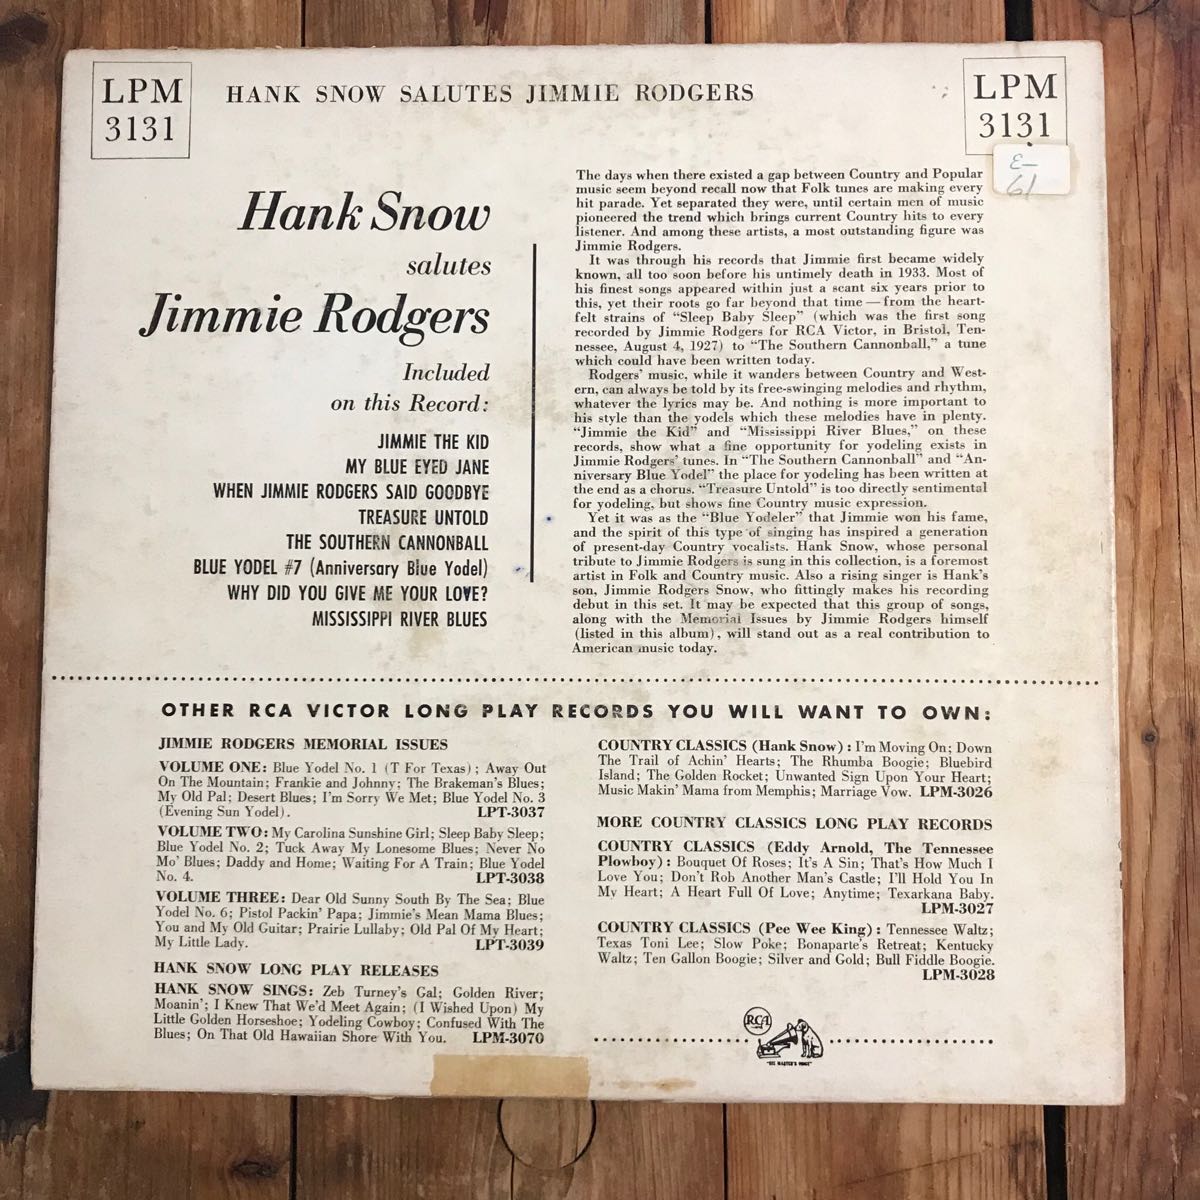 LPM
3131
HANK SNOW SALUTES JIMMIE RODGERS
LPM
3131
E-
61
Hank Snow
salutes
Jimmie Rodgers
Included
on this Record:
JIMMIE THE KID
MY BLUE EYED JANE
WHEN JIMMIE RODGERS SAID GOODBYE
TREASURE UNTOLD
THE SOUTHERN CANNONBALL
BLUE YODEL #7 (Anniversary Blue Yodel)
WHY DID YOU GIVE ME YOUR LOVE?
MISSISSIPPI RIVER BLUES
The days when there existed a gap between Country and Popular
music seem beyond recall now that Folk tunes are making every
hit parade. Yet separated they were, until certain men of music
pioneered the trend which brings current Country hits to every
listener. And among these artists, a most outstanding figure was
Jimmie Rodgers.
It was through his records that Jimmie first became widely
known, all too soon before his untimely death in 1933. Most of
his finest songs appeared within just a scant six years prior to
this, yet their roots go far beyond that time — from the heart-
felt strains of “Sleep Baby Sleep” (which was the first song
recorded by Jimmie Rodgers for RCA Victor, in Bristol, Ten-
nessee, August 4, 1927) to “The Southern Cannonball,” a tune
which could have been written today.
Rodgers’ music, while it wanders between Country and West-
ern, can always be told by its free-swinging melodies and rhythm,
whatever the lyrics may be. And nothing is more important to
his style than the yodels which these melodies have in plenty.
“Jimmie the Kid” and “Mississippi River Blues,” on these
records, show what a fine opportunity for yodeling exists in
Jimmie Rodgers’ tunes. In “The Southern Cannonball” and “An-
niversary Blue Yodel” the place for yodeling has been written at
the end as a chorus. “Treasure Untold” is too directly sentimental
for yodeling, but shows fine Country music expression.
Yet it was as the “Blue Yodeler” that Jimmie won his fame,
and the spirit of this type of singing has inspired a generation
of present-day Country vocalists. Hank Snow, whose personal
tribute to Jimmie Rodgers is sung in this collection, is a foremost
artist in Folk and Country music. Also a rising singer is Hank’s
son, Jimmie Rodgers Snow, who fittingly makes his recording
debut in this set. It may be expected that this group of songs,
along with the Memorial Issues by Jimmie Rodgers himself
(listed in this album), will stand out as a real contribution to
American music today.
OTHER RCA VICTOR LONG PLAY RECORDS YOU WILL WANT TO OWN:
JIMMIE RODGERS MEMORIAL ISSUES
VOLUME ONE: Blue Yodel No. 1 (T For Texas); Away Out
On The Mountain; Frankie and Johnny; The Brakeman’s Blues;
My Old Pal; Desert Blues; I’m Sorry We Met; Blue Yodel No. 3
(Evening Sun Yodel). LPT-3037
VOLUME TWO: My Carolina Sunshine Girl; Sleep Baby Sleep;
Blue Yodel No. 2; Tuck Away My Lonesome Blues; Never No
Mo’ Blues; Daddy and Home; Waiting For A Train; Blue Yodel
No. 4. LPT-3038
VOLUME THREE: Dear Old Sunny South By The Sea; Blue
Yodel No. 6; Pistol Packin’ Papa; Jimmie’s Mean Mama Blues;
You and My Old Guitar; Prairie Lullaby; Old Pal Of My Heart;
My Little Lady. LPT-3039
HANK SNOW LONG PLAY RELEASES
HANK SNOW SINGS: Zeb Turney’s Gal; Golden River;
Moanin’; I Knew That We’d Meet Again; (I Wished Upon) My
Little Golden Horseshoe; Yodeling Cowboy; Confused With The
Blues; On That Old Hawaiian Shore With You. LPM-3070
COUNTRY CLASSICS (Hank Snow): I’m Moving On; Down
The Trail of Achin’ Hearts; The Rhumba Boogie; Bluebird
Island; The Golden Rocket; Unwanted Sign Upon Your Heart;
Music Makin’ Mama from Memphis; Marriage Vow. LPM-3026
MORE COUNTRY CLASSICS LONG PLAY RECORDS
COUNTRY CLASSICS (Eddy Arnold, The Tennessee
Plowboy): Bouquet Of Roses; It’s A Sin; That’s How Much I
Love You; Don’t Rob Another Man’s Castle; I’ll Hold You In
My Heart; A Heart Full Of Love; Anytime; Texarkana Baby.
LPM-3027
COUNTRY CLASSICS (Pee Wee King): Tennessee Waltz;
Texas Toni Lee; Slow Poke; Bonaparte’s Retreat; Kentucky
Waltz; Ten Gallon Boogie; Silver and Gold; Bull Fiddle Boogie.
LPM-3028
RCA
"HIS MASTER'S VOICE"